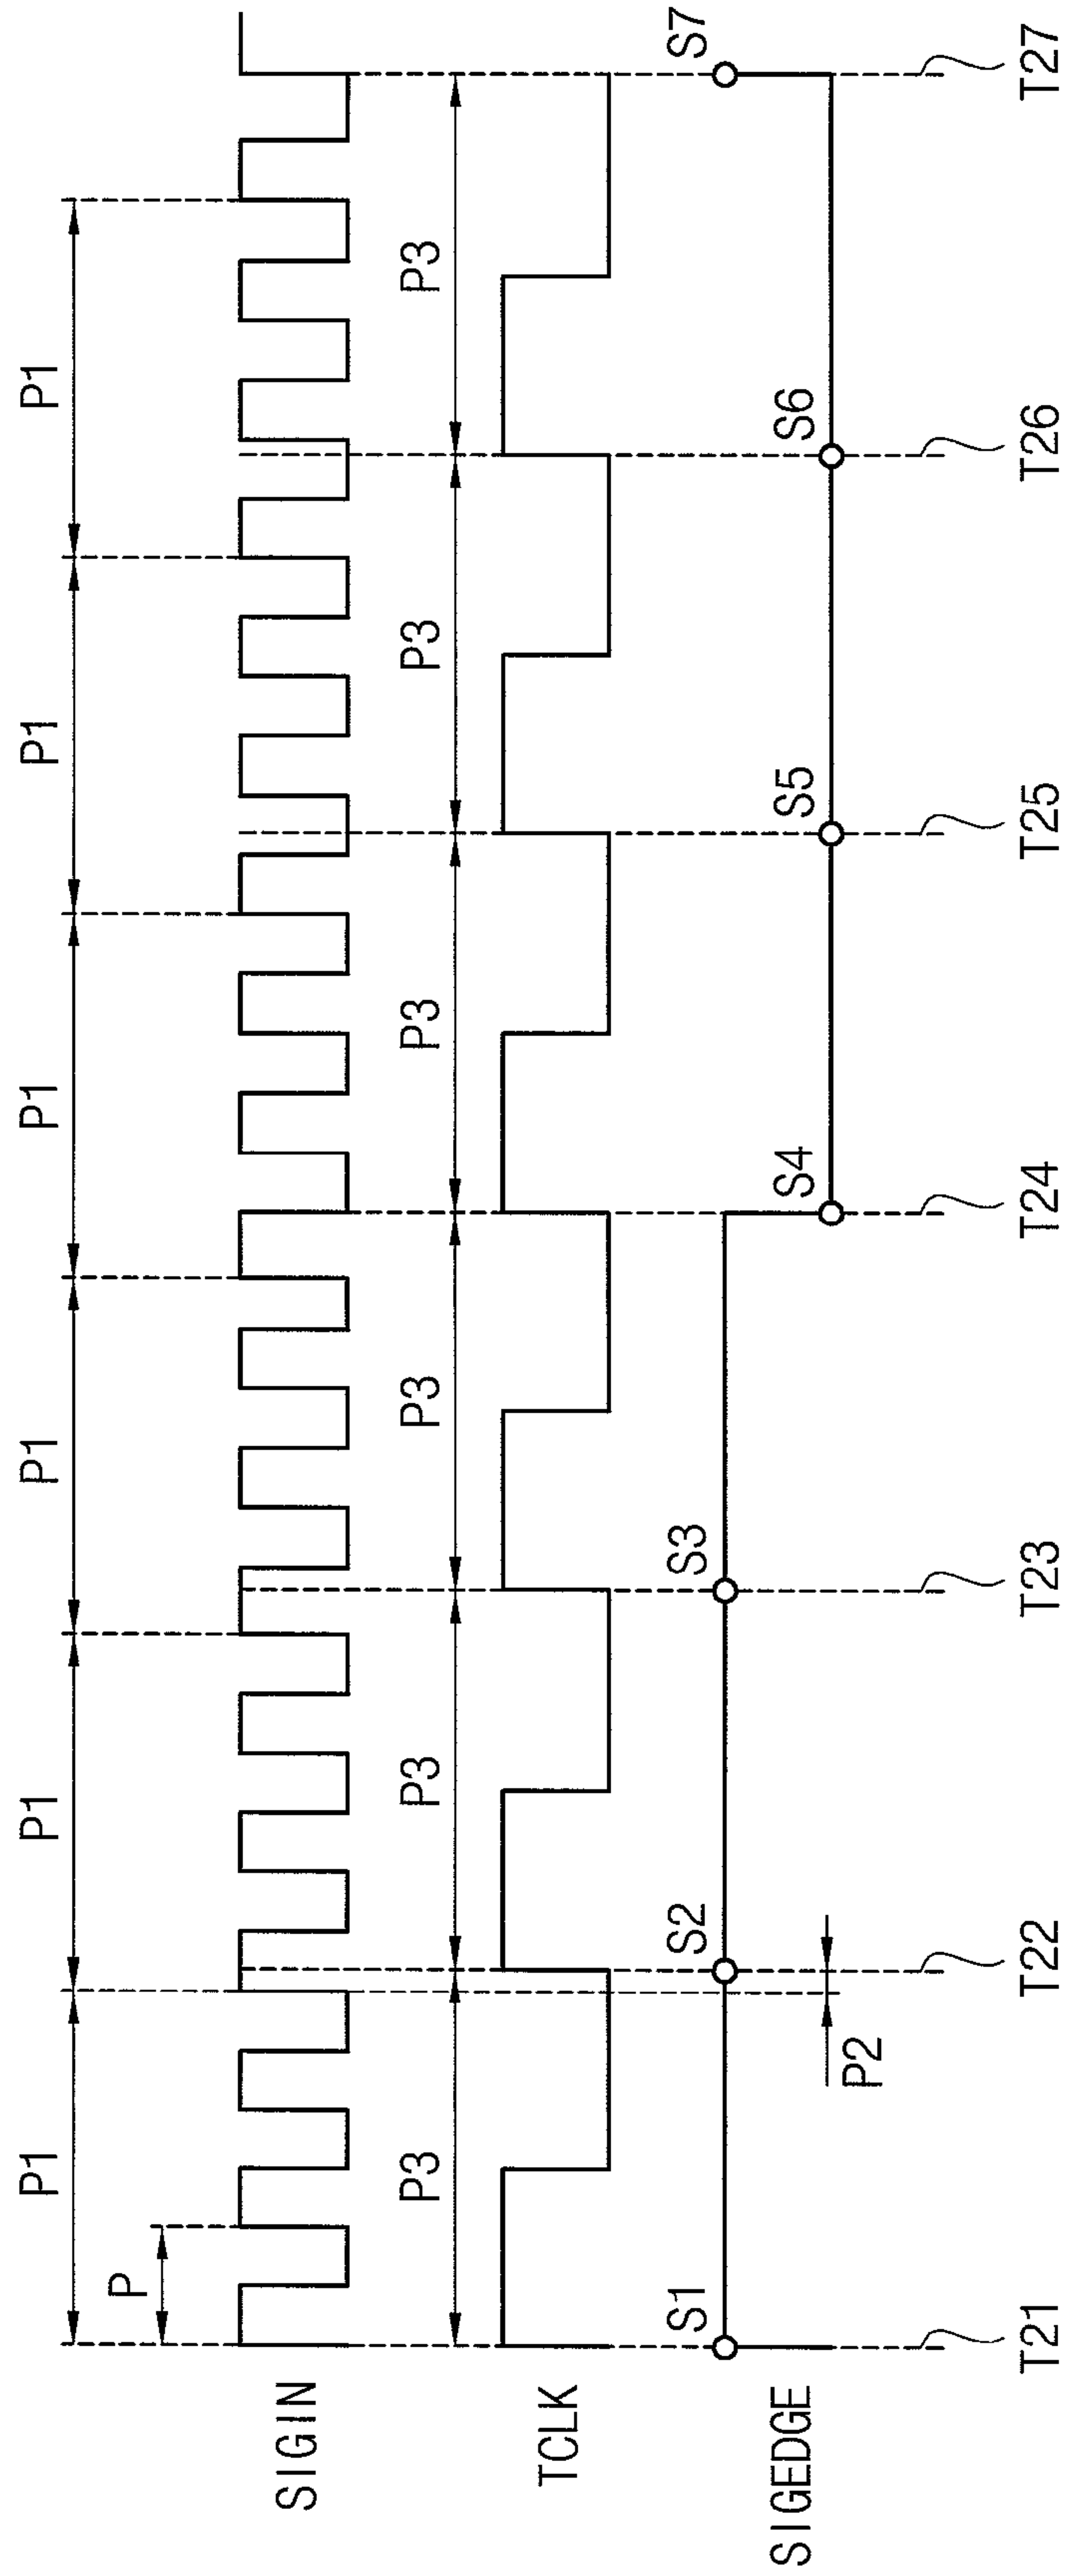 P1 P1 P1 P1 P1 P1
P
SIGIN
P3 P3 P3 P3 P3 P3
TCLK
S1 S2 S3 S4 S5 S6 S7
SIGEDGE
P2
T21 T22 T23 T24 T25 T26 T27